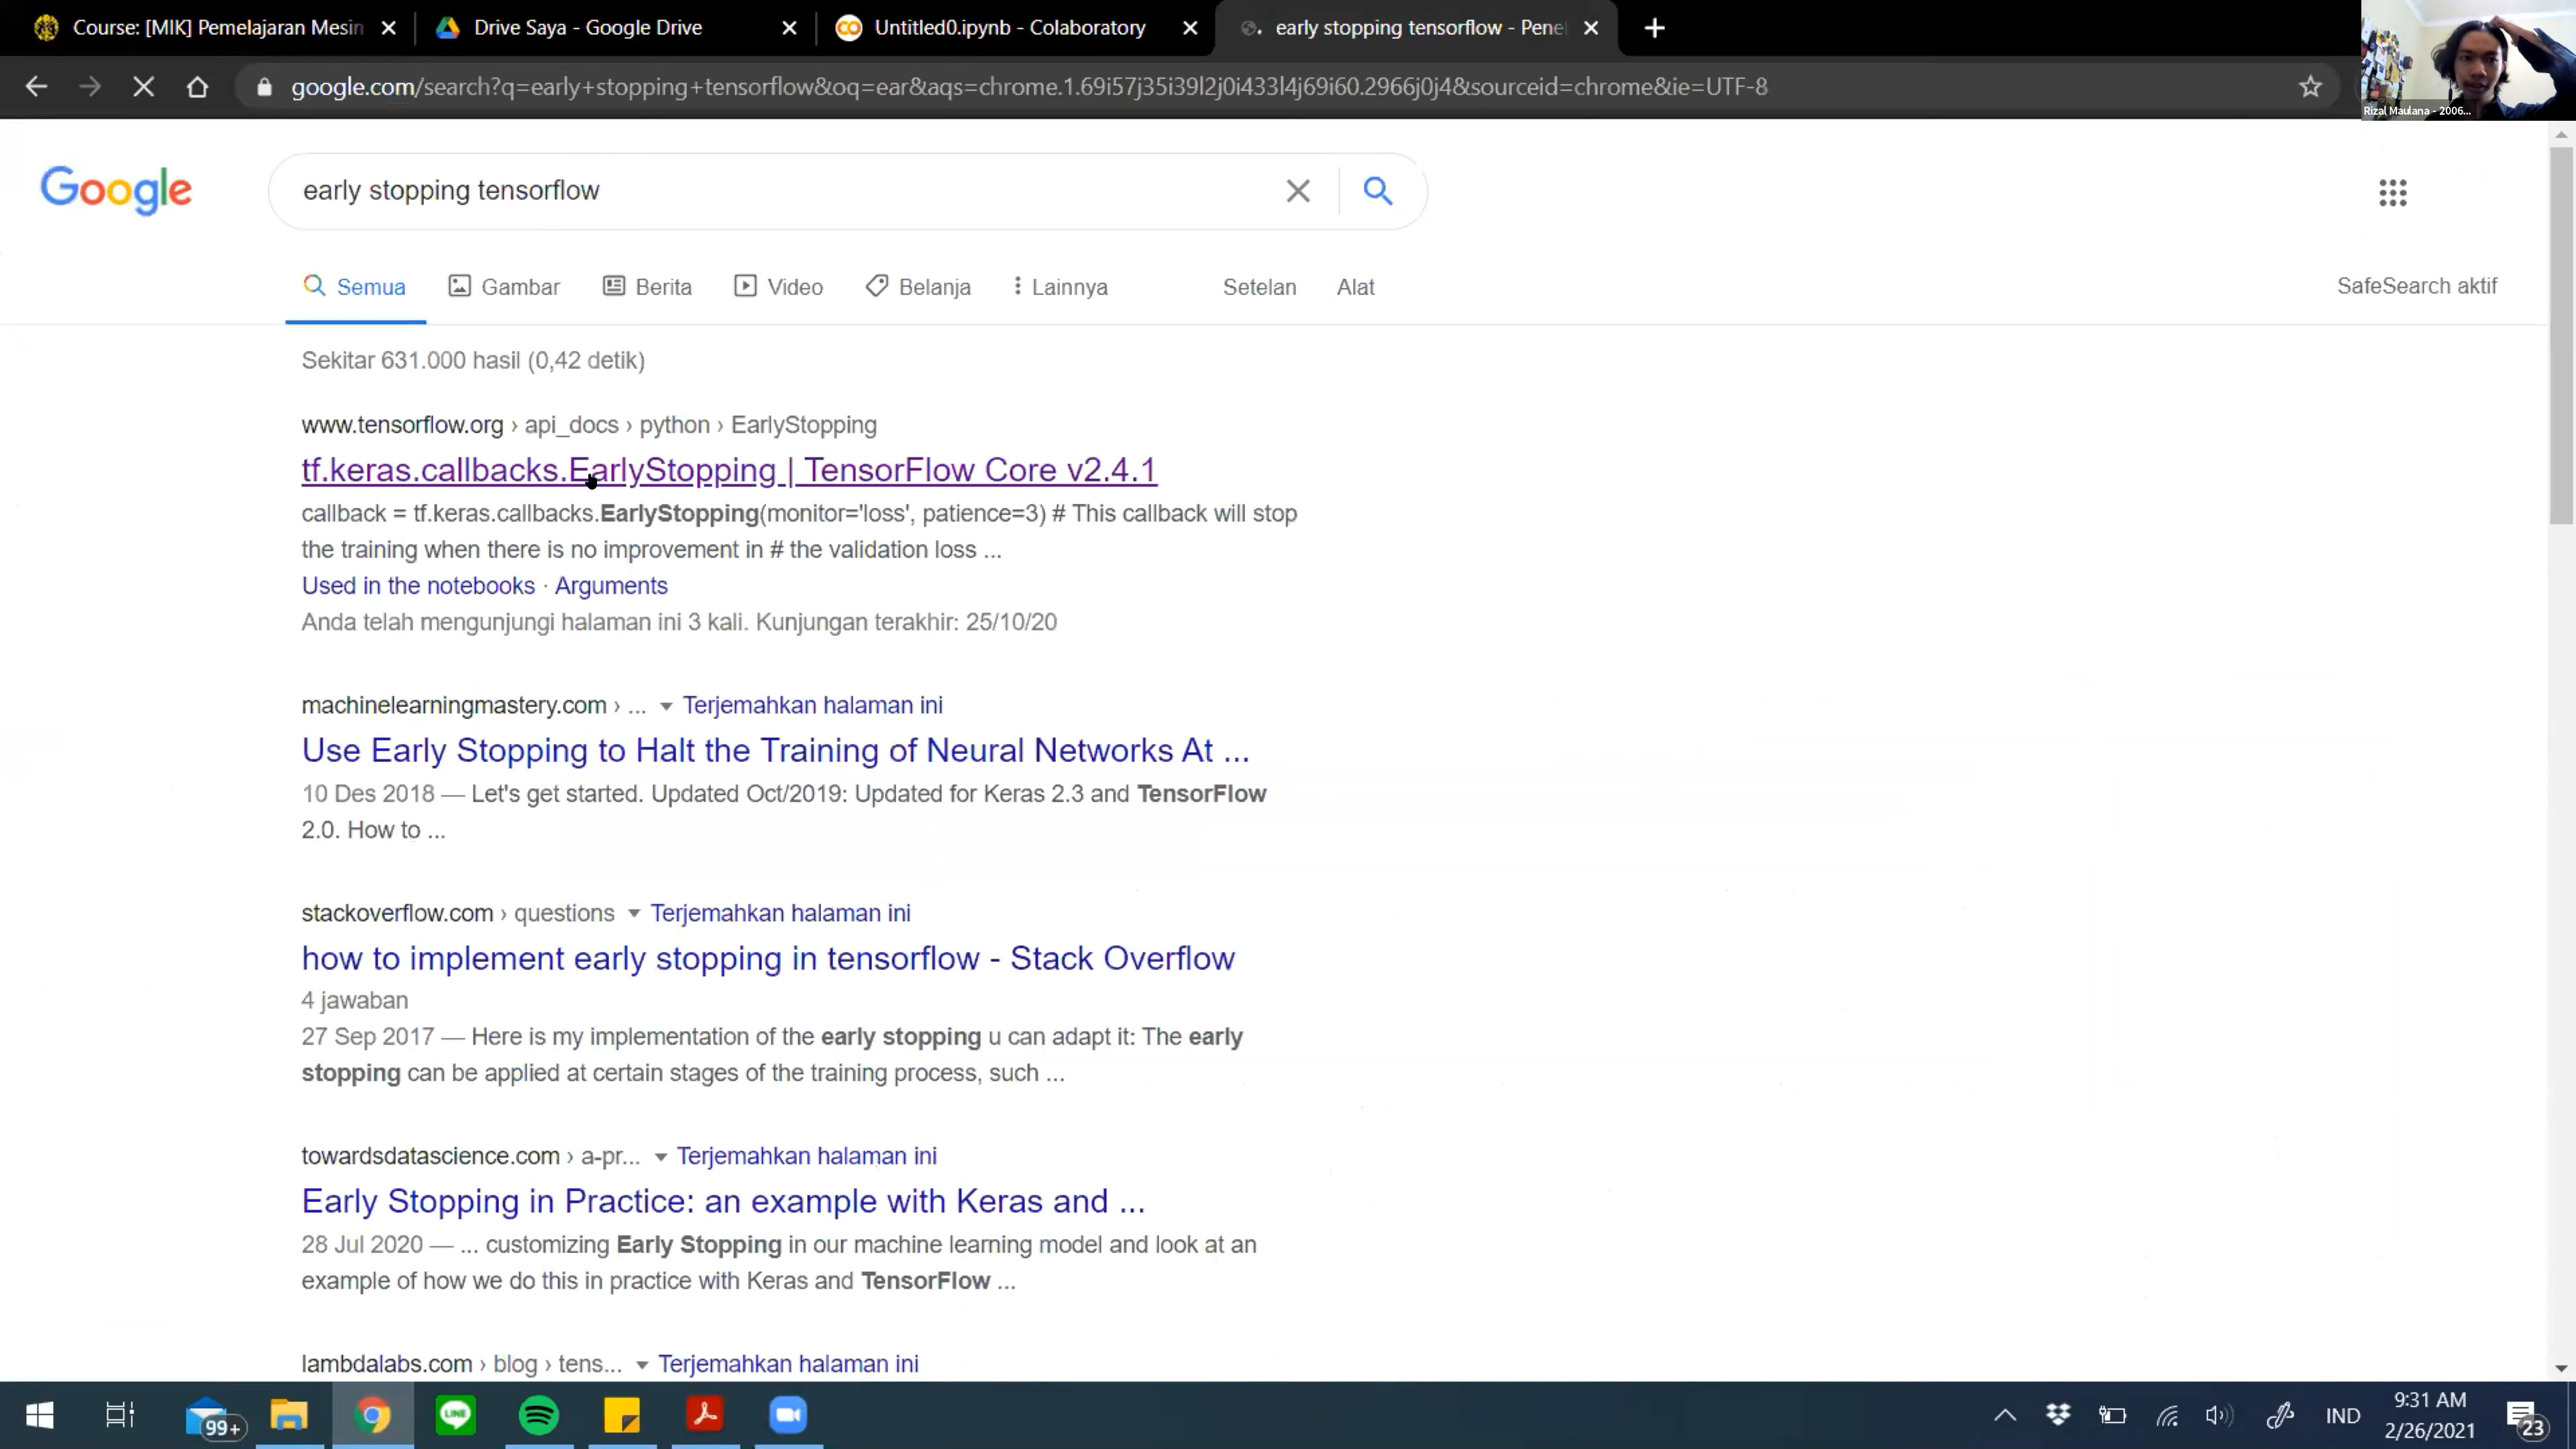 Course: [MIK] Pemelajaran Mesin
Drive Saya - Google Drive
Untitled0.ipynb - Colaboratory
early stopping tensorflow - Pene
google.com/search?q=early+stopping+tensorflow&oq=ear&aqs=chrome.1.69i57j35i39l2j0i433l4j69i60.2966j0j4&sourceid=chrome&ie=UTF-8
Rizal Maulana - 2006...
Google
early stopping tensorflow
Semua Gambar Berita Video Belanja Lainnya Setelan Alat SafeSearch aktif
Sekitar 631.000 hasil (0,42 detik)
www.tensorflow.org › api_docs › python › EarlyStopping
tf.keras.callbacks.EarlyStopping | TensorFlow Core v2.4.1
callback = tf.keras.callbacks.EarlyStopping(monitor='loss', patience=3) # This callback will stop
the training when there is no improvement in # the validation loss ...
Used in the notebooks · Arguments
Anda telah mengunjungi halaman ini 3 kali. Kunjungan terakhir: 25/10/20
machinelearningmastery.com › ... Terjemahkan halaman ini
Use Early Stopping to Halt the Training of Neural Networks At ...
10 Des 2018 — Let's get started. Updated Oct/2019: Updated for Keras 2.3 and TensorFlow
2.0. How to ...
stackoverflow.com › questions Terjemahkan halaman ini
how to implement early stopping in tensorflow - Stack Overflow
4 jawaban
27 Sep 2017 — Here is my implementation of the early stopping u can adapt it: The early
stopping can be applied at certain stages of the training process, such ...
towardsdatascience.com › a-pr... Terjemahkan halaman ini
Early Stopping in Practice: an example with Keras and ...
28 Jul 2020 — ... customizing Early Stopping in our machine learning model and look at an
example of how we do this in practice with Keras and TensorFlow ...
lambdalabs.com › blog › tens... Terjemahkan halaman ini
99+
LINE
IND
9:31 AM
2/26/2021
23